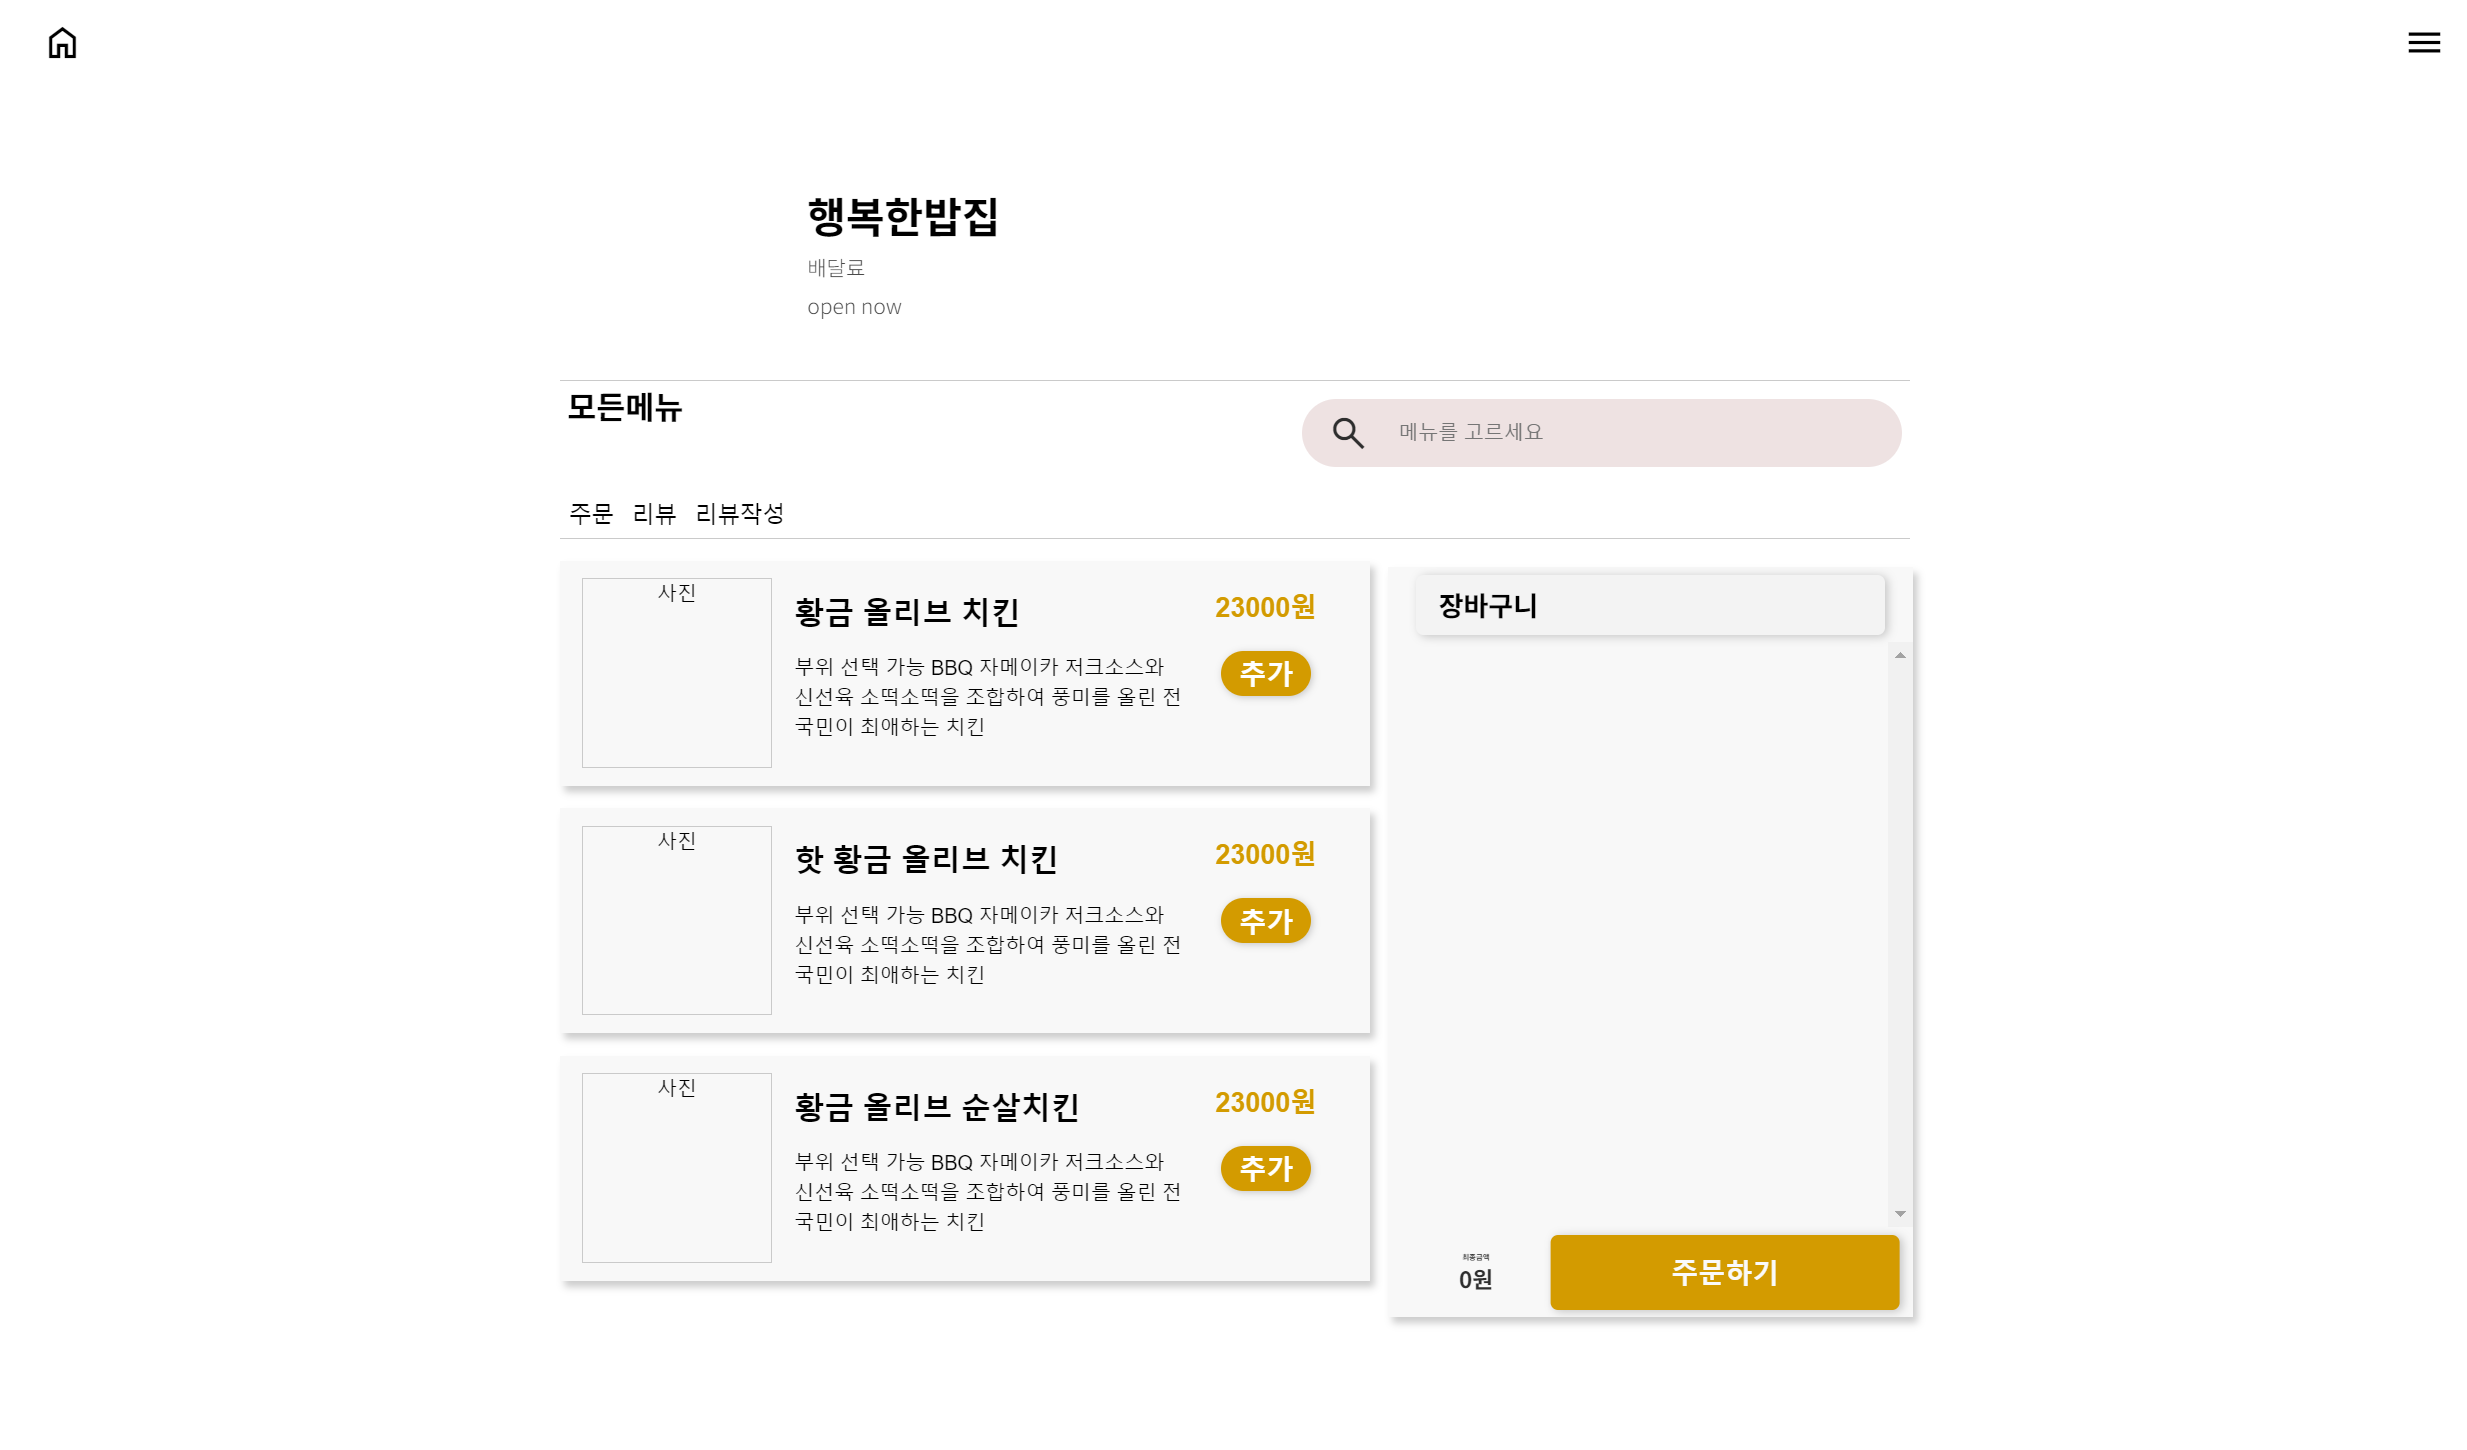 행복한밥집
배달료
open now
모든메뉴
메뉴를 고르세요
주문 리뷰 리뷰작성
사진
황금 올리브 치킨
23000원
부위 선택 가능 BBQ 자메이카 저크소스와
신선육 소떡소떡을 조합하여 풍미를 올린 전
국민이 최애하는 치킨
추가
사진
핫 황금 올리브 치킨
23000원
부위 선택 가능 BBQ 자메이카 저크소스와
신선육 소떡소떡을 조합하여 풍미를 올린 전
국민이 최애하는 치킨
추가
사진
황금 올리브 순살치킨
23000원
부위 선택 가능 BBQ 자메이카 저크소스와
신선육 소떡소떡을 조합하여 풍미를 올린 전
국민이 최애하는 치킨
추가
장바구니
최종금액
0원
주문하기